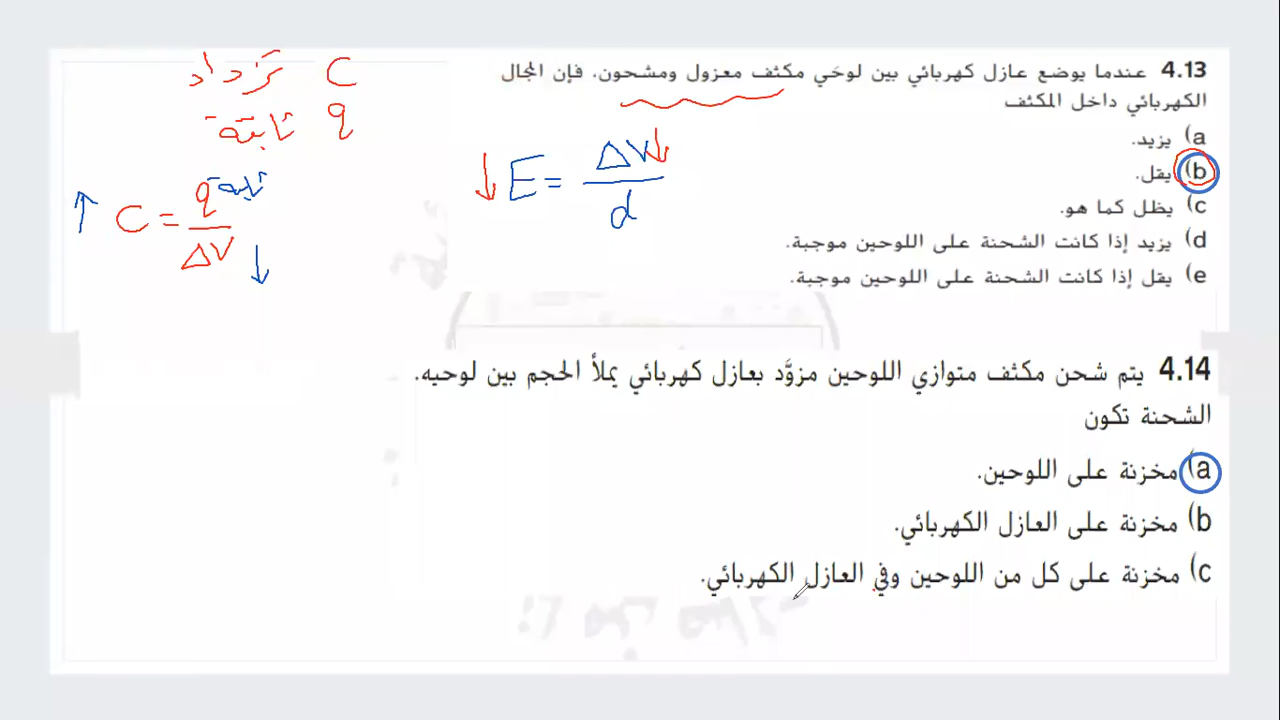 4.13 عندما يوضع عازل كهربائي بين لوحَي مكثف معزول ومشحون، فإن المجال
الكهربائي داخل المكثف
a) يزيد.
b) يقل.
c) يظل كما هو.
d) يزيد إذا كانت الشحنة على اللوحين موجبة.
e) يقل إذا كانت الشحنة على اللوحين موجبة.
C تزداد
q ثابتة
↑ C = q ثابتة / ΔV ↓
↓ E = ΔV ↓ / d
4.14 يتم شحن مكثف متوازي اللوحين مزوَّد بعازل كهربائي يملأ الحجم بين لوحيه.
الشحنة تكون
a) مخزنة على اللوحين.
b) مخزنة على العازل الكهربائي.
c) مخزنة على كل من اللوحين وفي العازل الكهربائي.